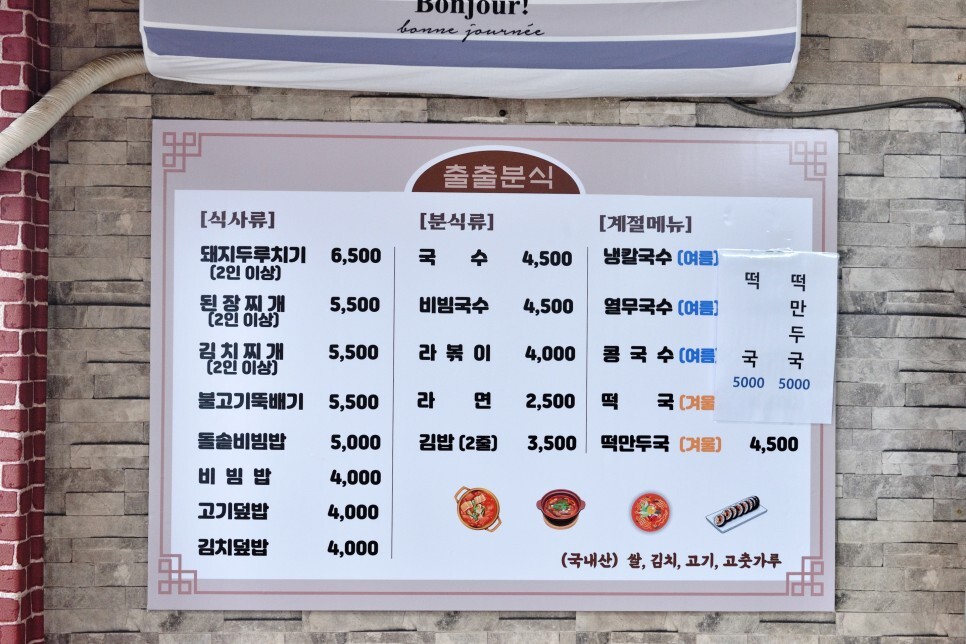 Bonjour!
bonne journée
출출분식
[식사류]
돼지두루치기 6,500
(2인 이상)
된장찌개 5,500
(2인 이상)
김치찌개 5,500
(2인 이상)
불고기뚝배기 5,500
돌솥비빔밥 5,000
비빔밥 4,000
고기덮밥 4,000
김치덮밥 4,000
[분식류]
국수 4,500
비빔국수 4,500
라볶이 4,000
라면 2,500
김밥 (2줄) 3,500
[계절메뉴]
냉칼국수 (여름)
열무국수 (여름)
콩국수 (여름
떡국 (겨울
떡만두국 (겨울) 4,500
떡국 5000
떡만두국 5000
(국내산) 쌀, 김치, 고기, 고춧가루